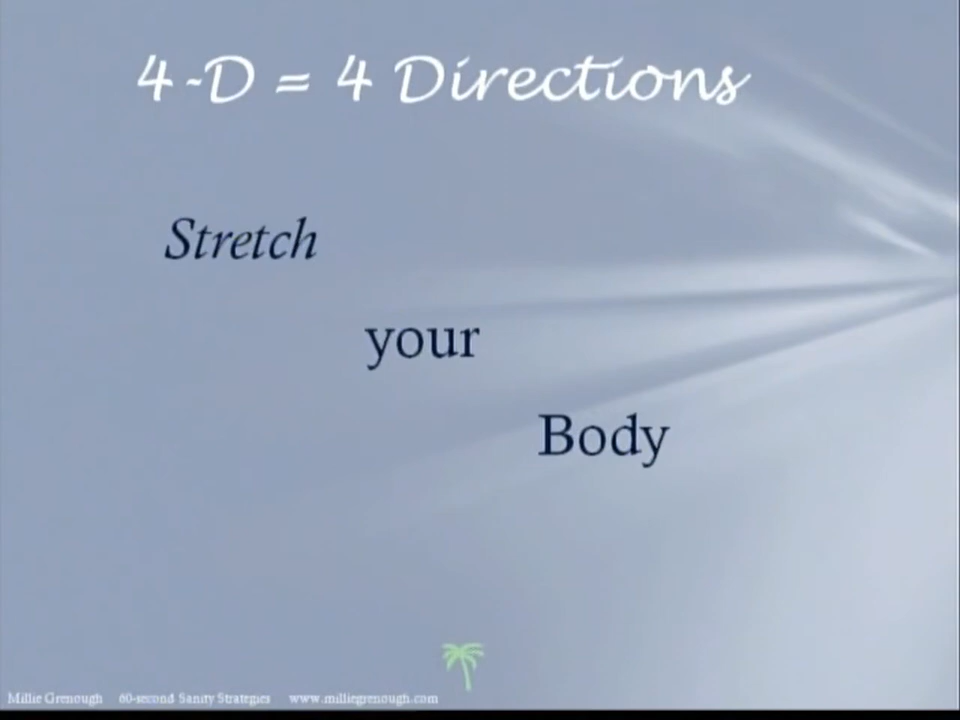 4-D = 4 Directions
Stretch
your
Body
Millie Grenough 60-second Sanity Strategies www.milliegrenough.com